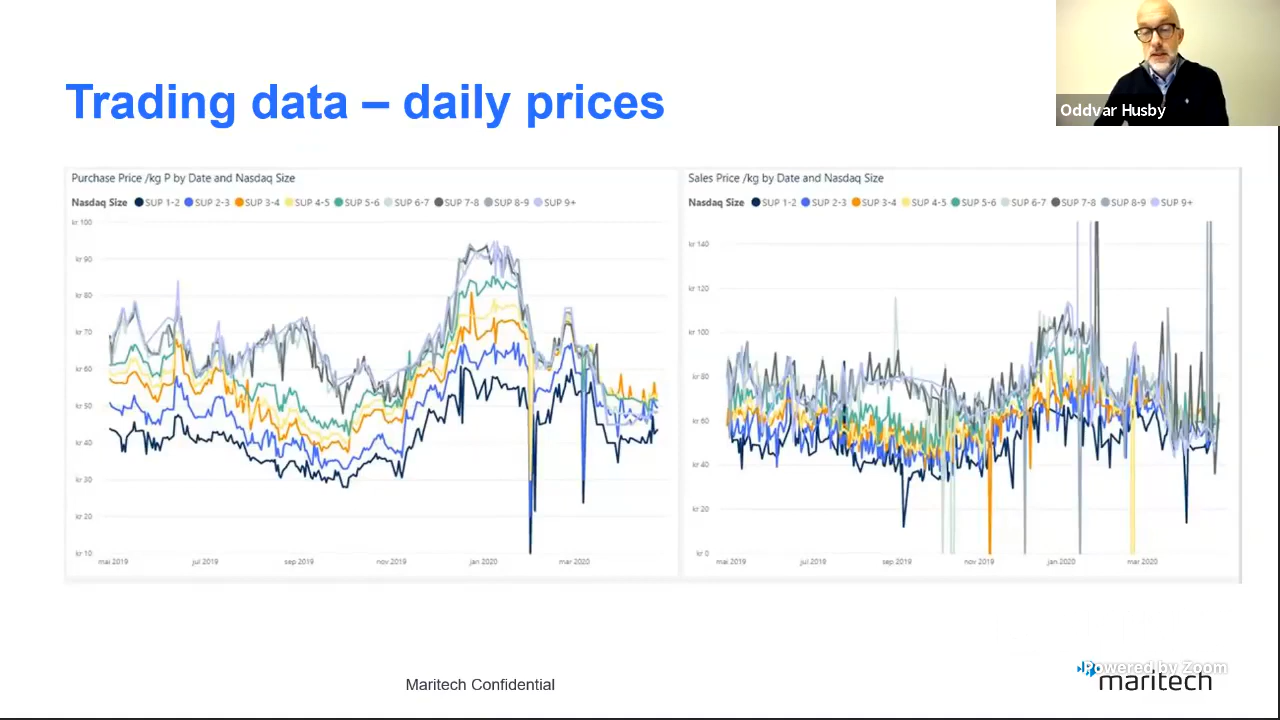 Oddvar Husby
Trading data – daily prices
Purchase Price /kg P by Date and Nasdaq Size
Nasdaq Size SUP 1-2 SUP 2-3 SUP 3-4 SUP 4-5 SUP 5-6 SUP 6-7 SUP 7-8 SUP 8-9 SUP 9+
kr 100
kr 90
kr 80
kr 70
kr 60
kr 50
kr 40
kr 30
kr 20
kr 10
mai 2019 jul 2019 sep 2019 nov 2019 jan 2020 mar 2020
Sales Price /kg by Date and Nasdaq Size
Nasdaq Size SUP 1-2 SUP 2-3 SUP 3-4 SUP 4-5 SUP 5-6 SUP 6-7 SUP 7-8 SUP 8-9 SUP 9+
kr 140
kr 120
kr 100
kr 80
kr 60
kr 40
kr 20
kr 0
mai 2019 jul 2019 sep 2019 nov 2019 jan 2020 mar 2020
Maritech Confidential
Powered by Zoom
maritech